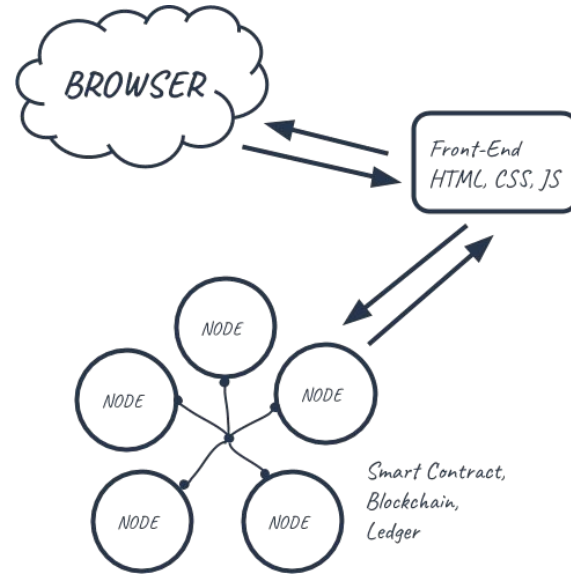 BROWSER
Front-End
HTML, CSS, JS
NODE
NODE
NODE
NODE
NODE
Smart Contract,
Blockchain,
Ledger